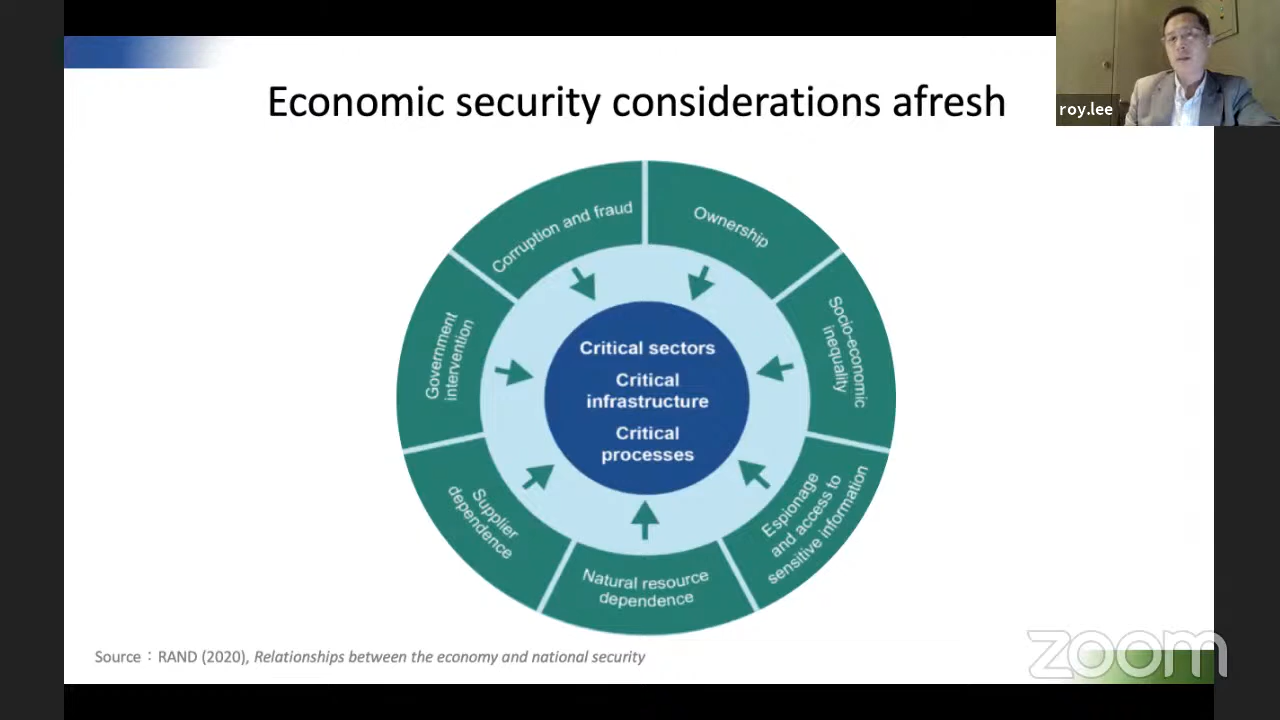 Economic security considerations afresh
roy.lee
Corruption and fraud
Ownership
Government
intervention
Socio-economic
inequality
Critical sectors
Critical
infrastructure
Critical
processes
Supplier
dependence
Natural resource
dependence
Espionage
and access to
sensitive information
Source：RAND (2020), Relationships between the economy and national security
zoom